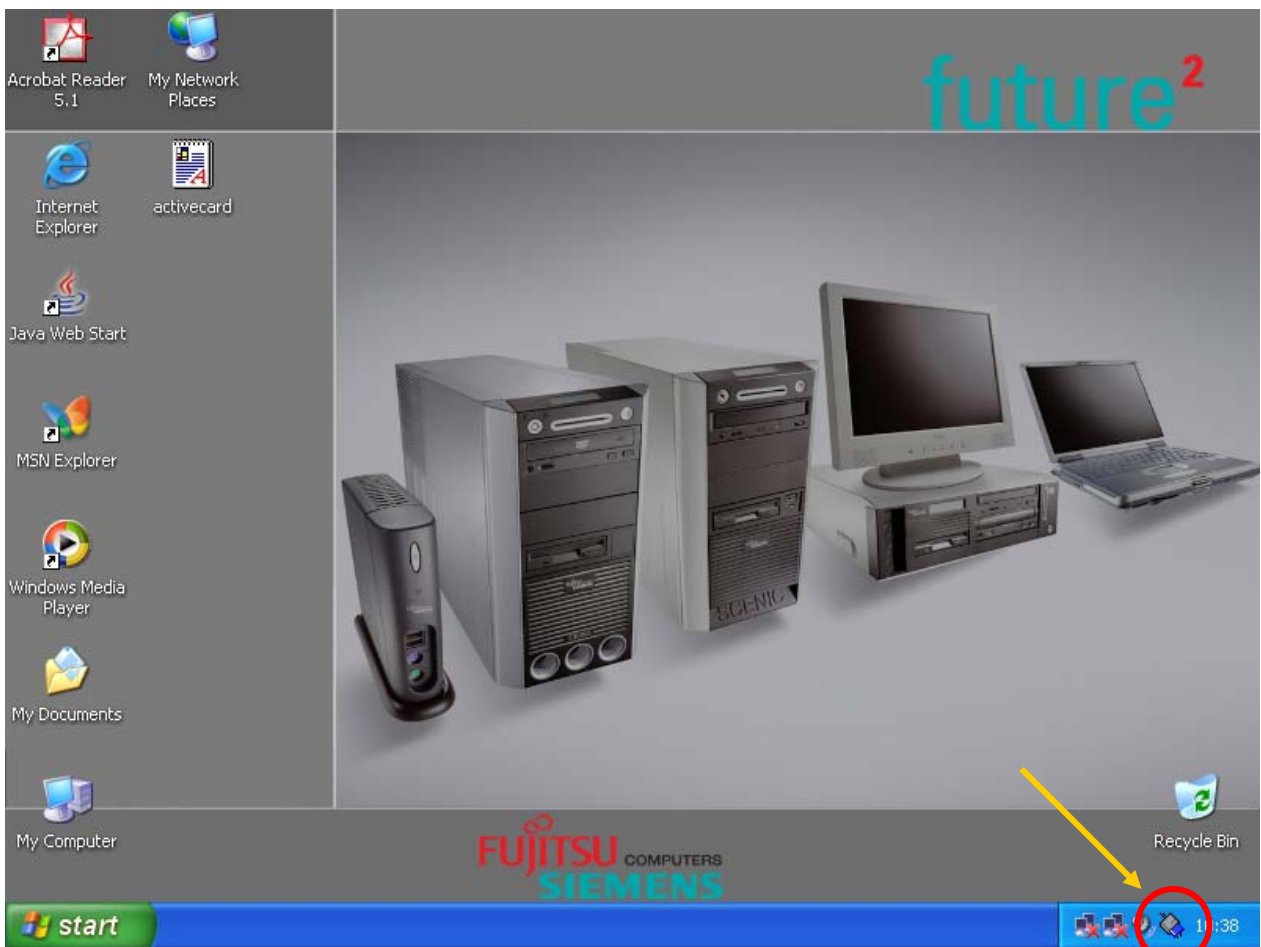 Acrobat Reader
5.1
My Network
Places
future²
Internet
Explorer
activecard
Java Web Start
MSN Explorer
Windows Media
Player
My Documents
My Computer
SCENIC
FUJITSU COMPUTERS
SIEMENS
Recycle Bin
start